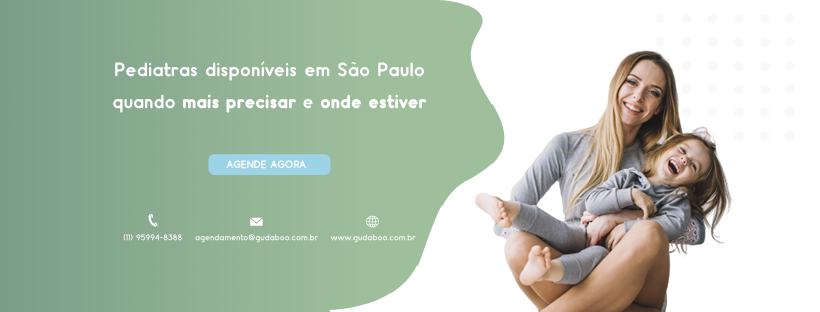 Pediatras disponíveis em São Paulo
quando mais precisar e onde estiver
AGENDE AGORA
(11) 95994-8388 agendamento@gudaboo.com.br www.gudaboo.com.br